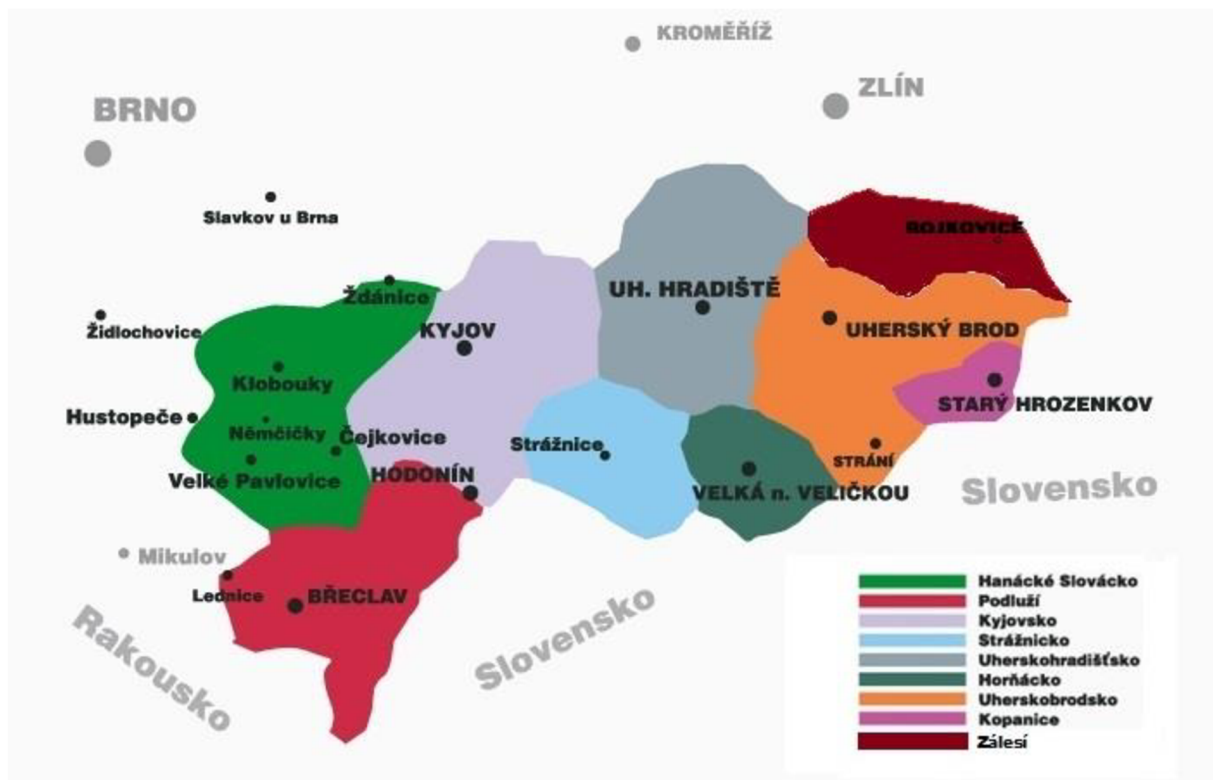 KROMĚŘÍŽ
ZLÍN
BRNO
Slavkov u Brna
ROJKOVICE
Ždánice
UH. HRADIŠTĚ
Židlochovice
KYJOV
UHERSKÝ BROD
Klobouky
STARÝ HROZENKOV
Hustopeče
Němčičky
Čejkovice
Strážnice
STRÁNÍ
Velké Pavlovice
HODONÍN
VELKÁ n. VELIČKOU
Slovensko
Mikulov
Lednice
BŘECLAV
Rakousko
Slovensko
Hanácké Slovácko
Podluží
Kyjovsko
Strážnicko
Uherskohradišťsko
Horňácko
Uherskobrodsko
Kopanice
Zálesí